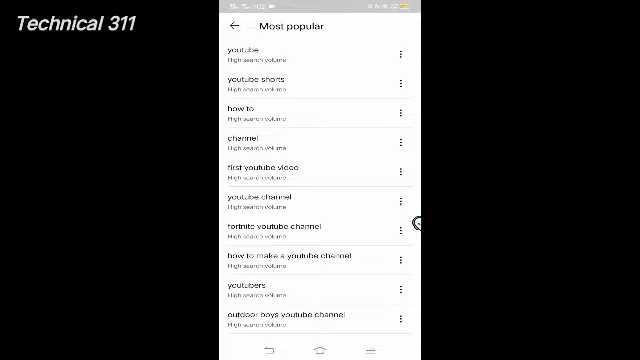 Technical 311
Most popular
youtube
High search volume
youtube shorts
High search volume
how to
High search volume
channel
High search volume
first youtube video
High search volume
youtube channel
High search volume
fortnite youtube channel
High search volume
how to make a youtube channel
High search volume
youtubers
High search volume
outdoor boys youtube channel
High search volume